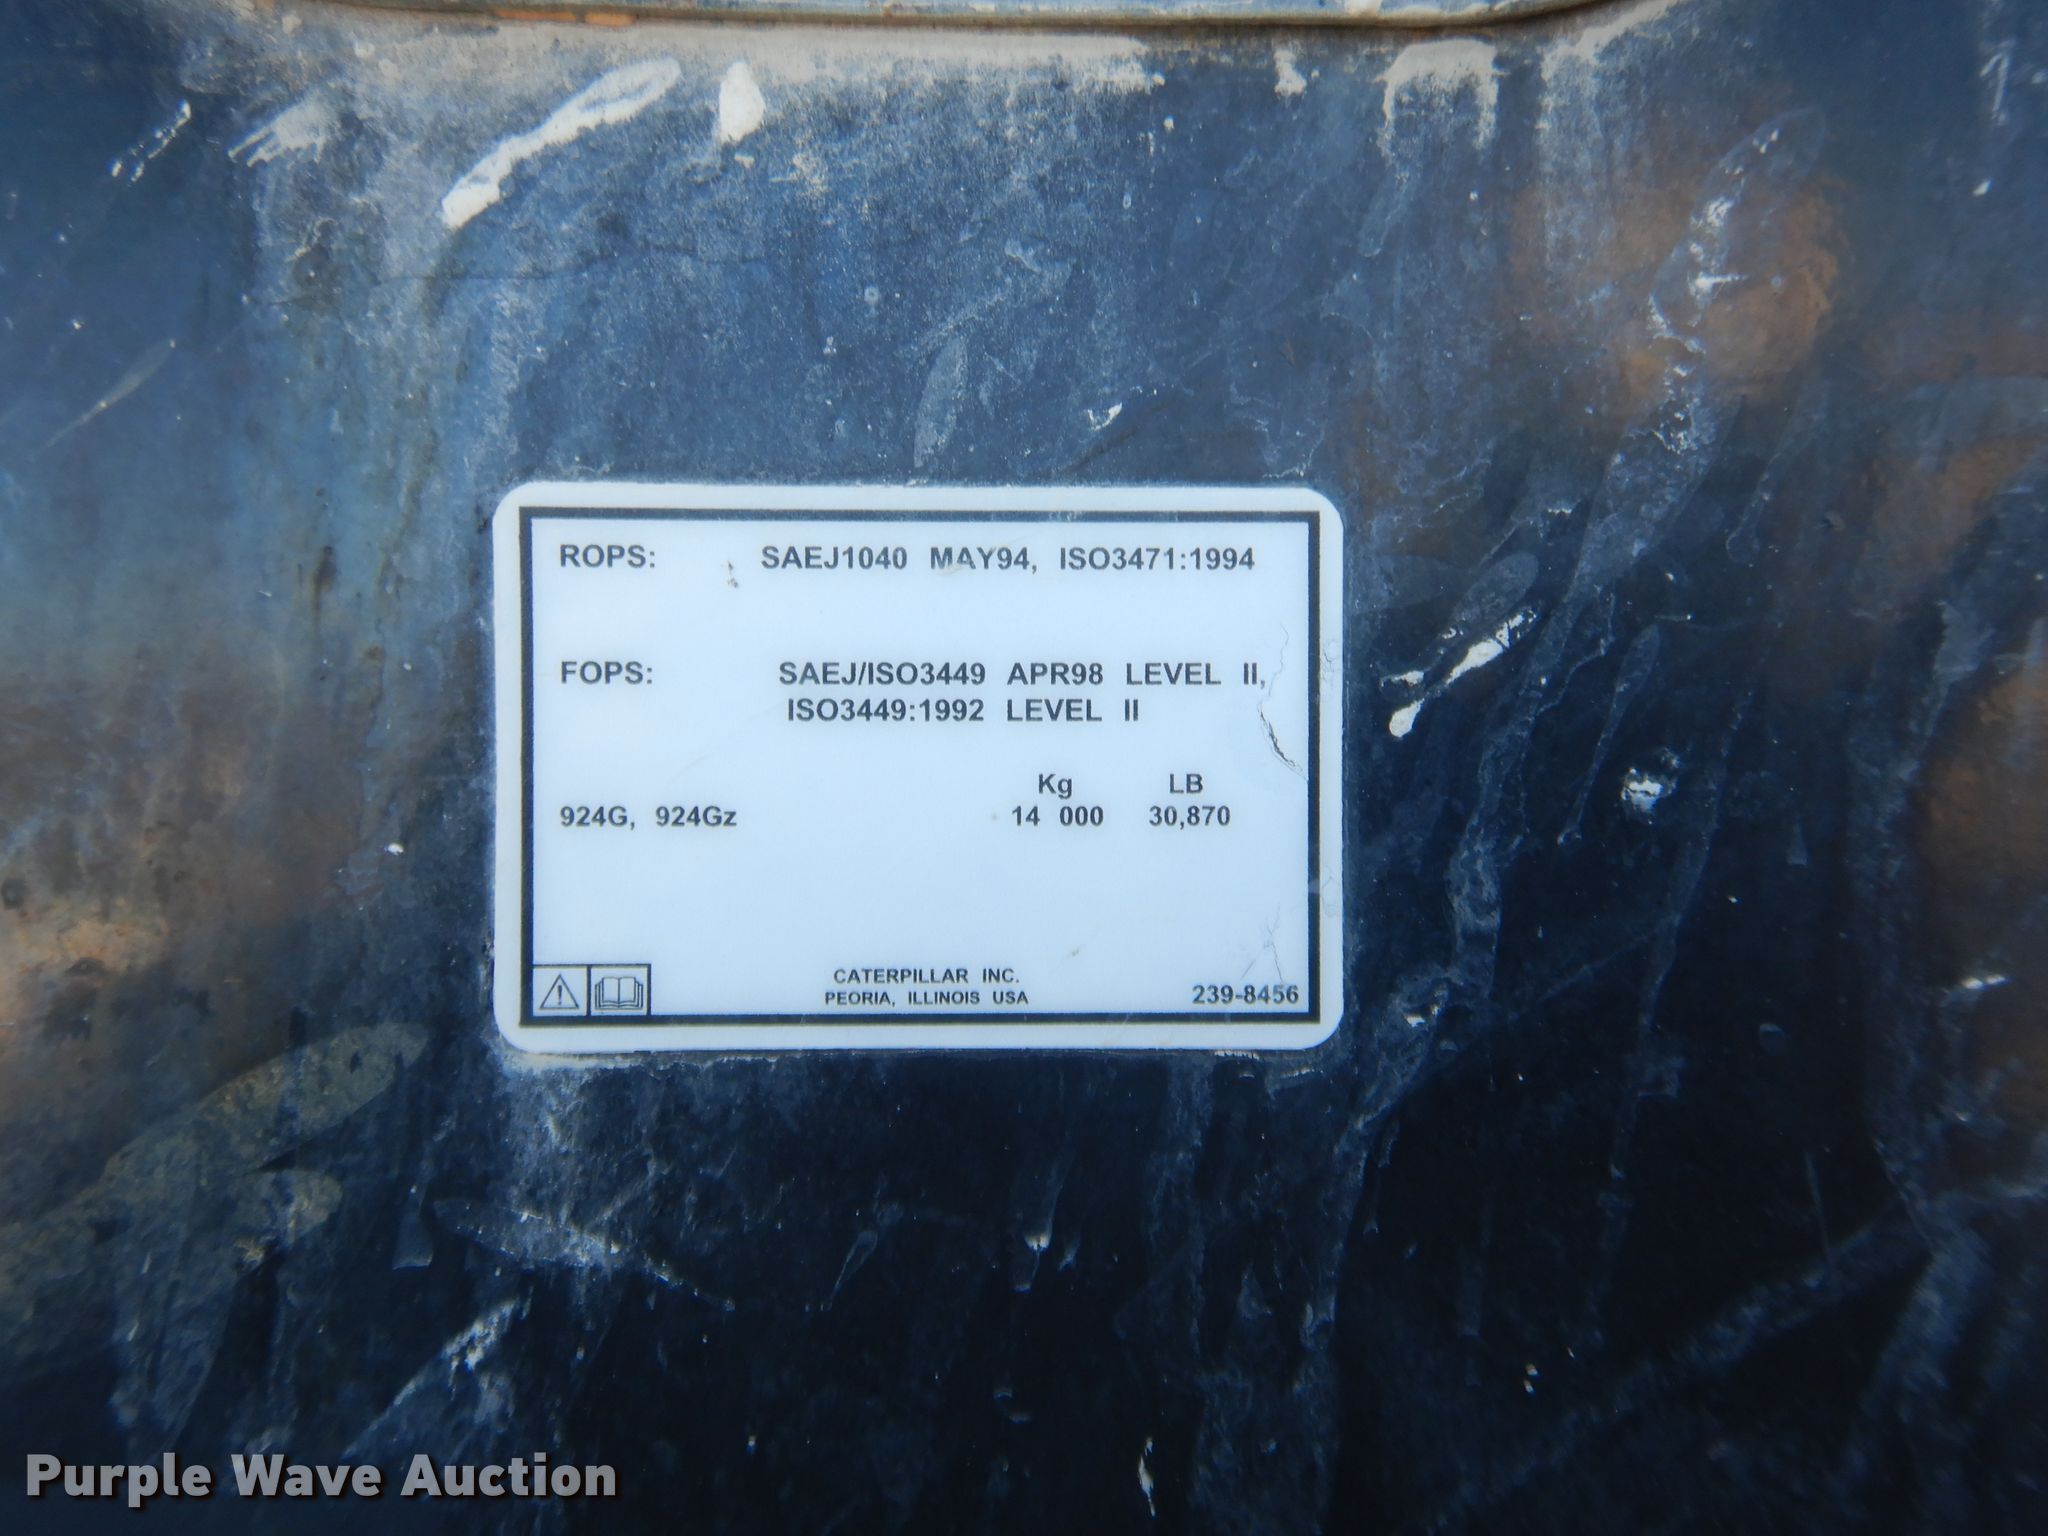 ROPS: SAEJ1040 MAY94, ISO3471:1994
FOPS: SAEJ/ISO3449 APR98 LEVEL II,
ISO3449:1992 LEVEL II
Kg LB
924G, 924Gz 14 000 30,870
CATERPILLAR INC.
PEORIA, ILLINOIS USA
239-8456
Purple Wave Auction